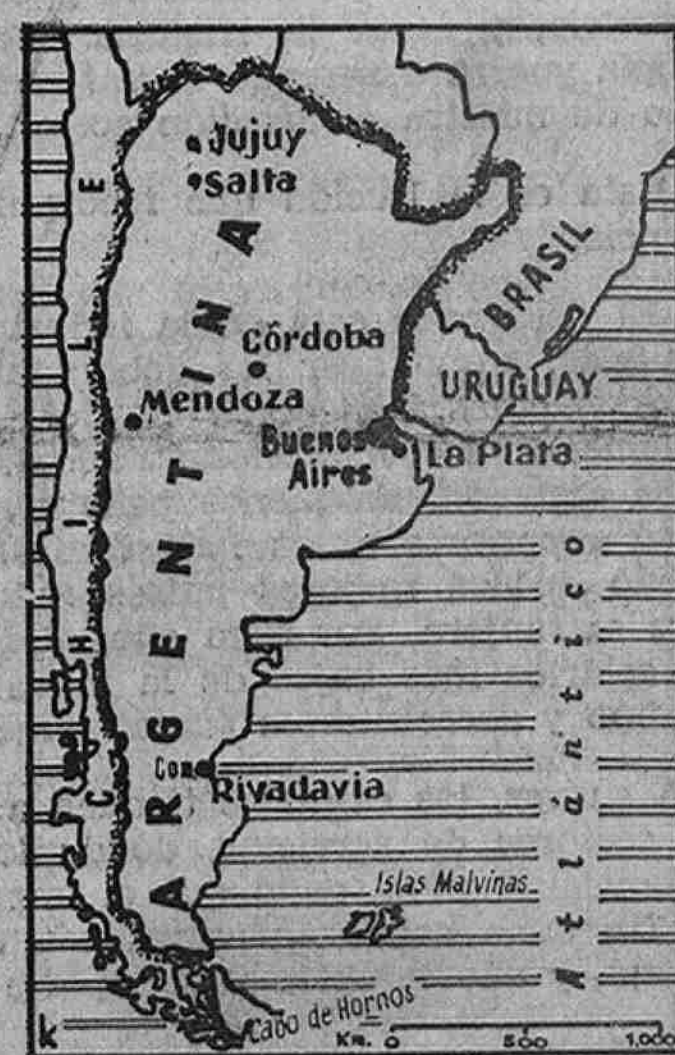 Jujuy
Salta
CHILE
ARGENTINA
BRASIL
Côrdoba
URUGUAY
Mendoza
Buenos
Aires
La Plata
Atlántico
Com
Rivadavia
Islas Malvinas
Cabo de Hornos
k
Km. 0 500 1.000